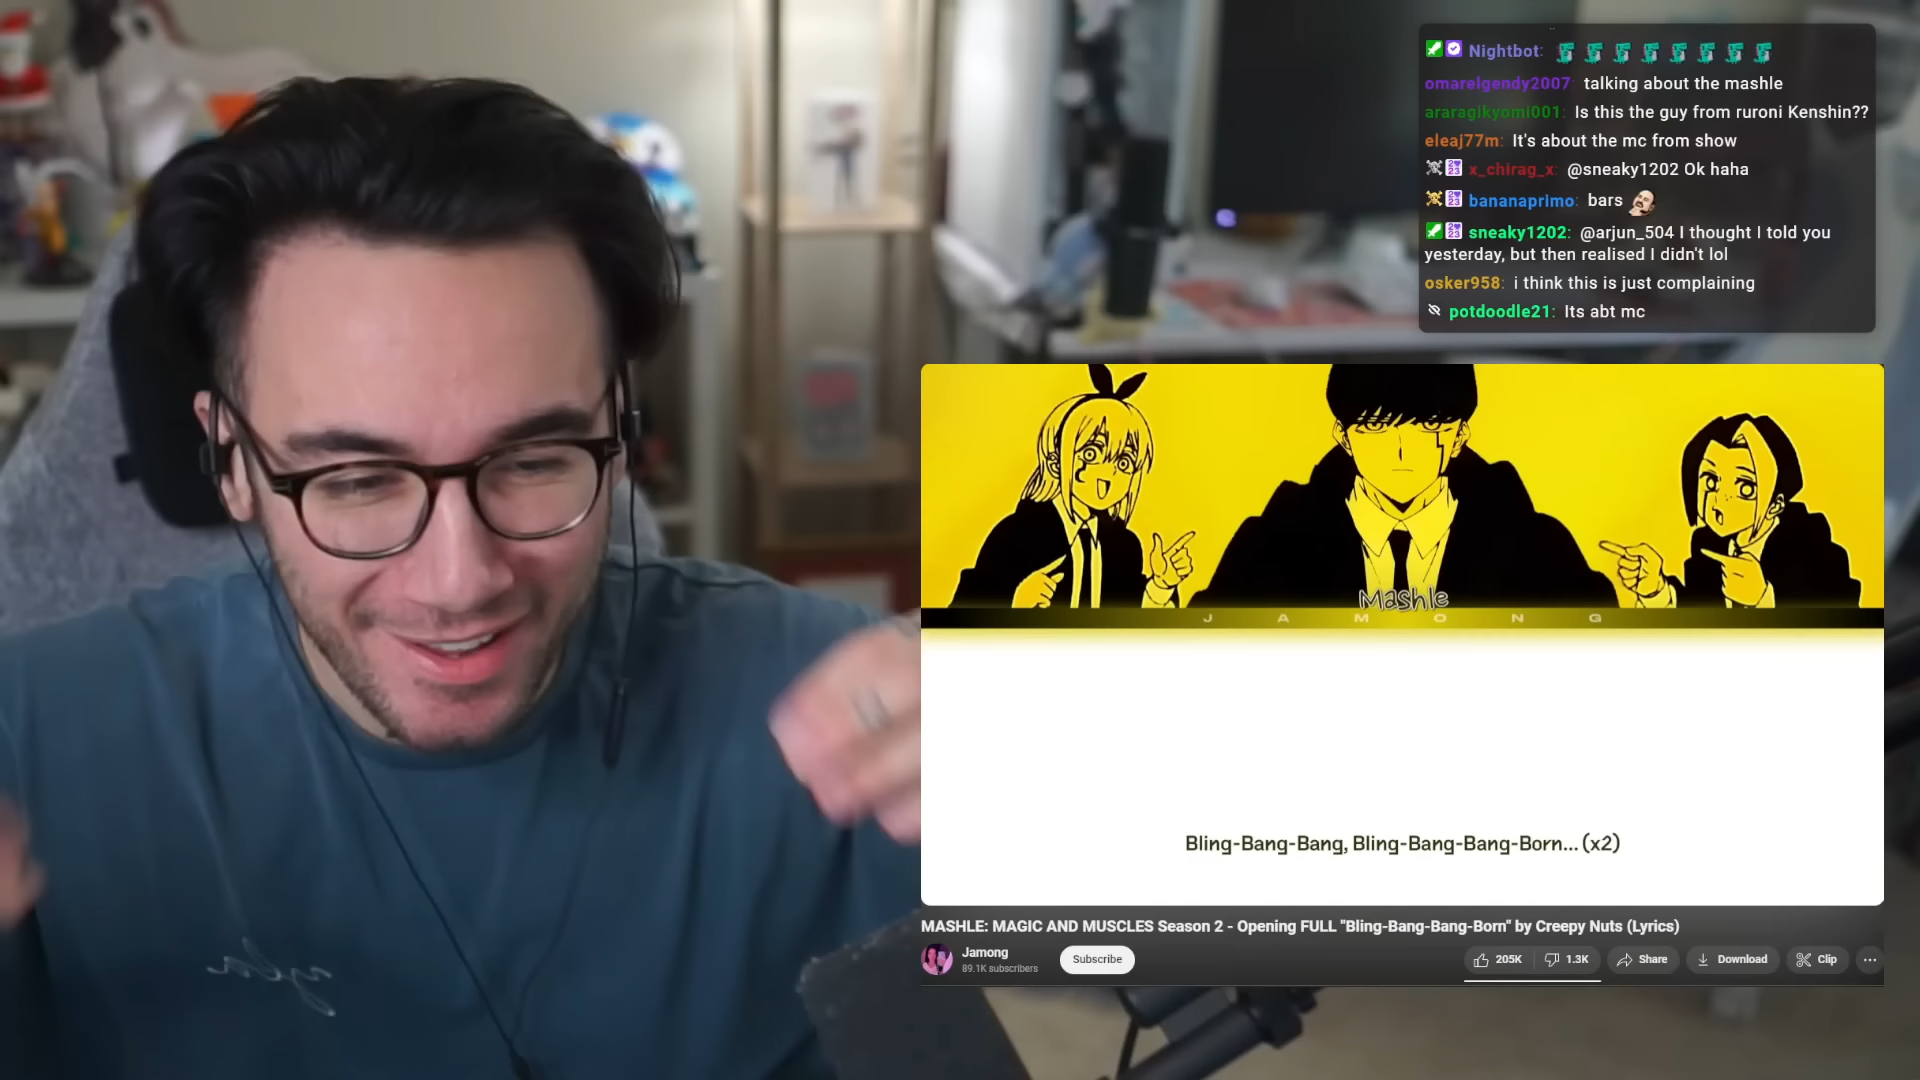 Nightbot:
omarelgendy2007: talking about the mashle
araragikyomi001: Is this the guy from ruroni Kenshin??
eleaj77m: It's about the mc from show
x_chirag_x: @sneaky1202 Ok haha
bananaprimo: bars
sneaky1202: @arjun_504 I thought I told you
yesterday, but then realised I didn't lol
osker958: i think this is just complaining
potdoodle21: Its abt mc
Mashle
J A M O N G
Bling-Bang-Bang, Bling-Bang-Bang-Born... (x2)
MASHLE: MAGIC AND MUSCLES Season 2 - Opening FULL "Bling-Bang-Bang-Born" by Creepy Nuts (Lyrics)
Jamong
89.1K subscribers
Subscribe
205K
1.3K
Share
Download
Clip